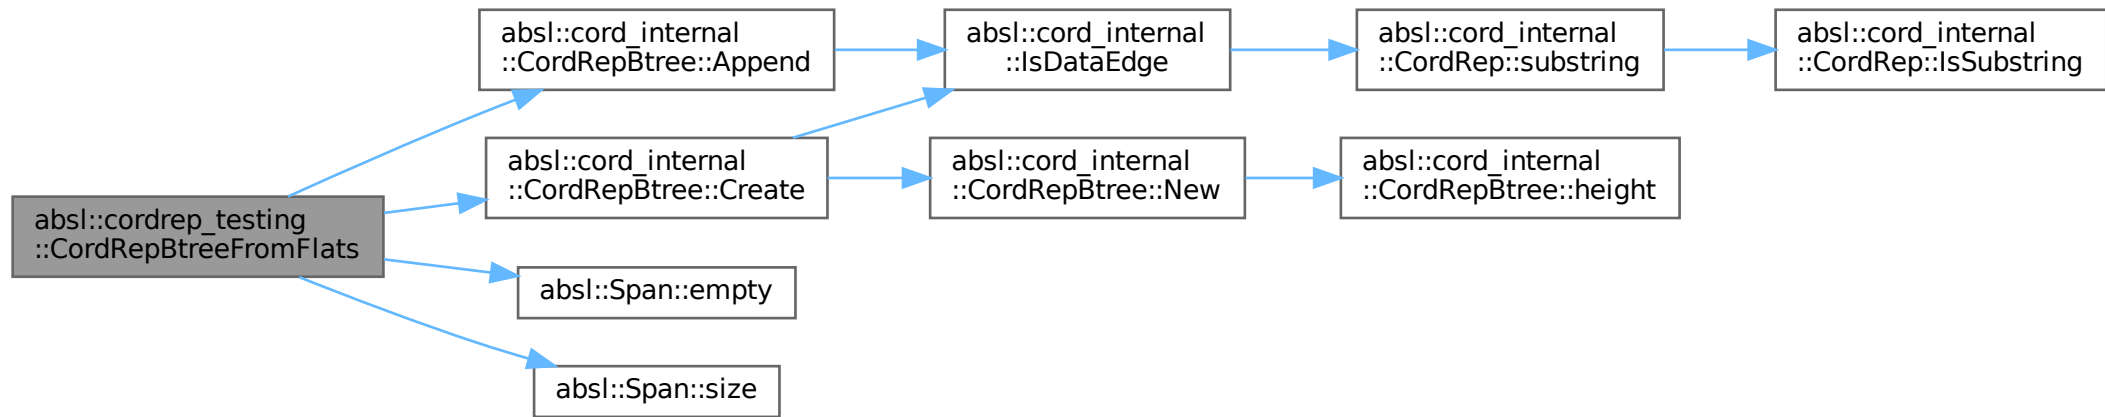 absl::cordrep_testing
::CordRepBtreeFromFlats
absl::cord_internal
::CordRepBtree::Append
absl::cord_internal
::IsDataEdge
absl::cord_internal
::CordRep::substring
absl::cord_internal
::CordRep::IsSubstring
absl::cord_internal
::CordRepBtree::Create
absl::cord_internal
::CordRepBtree::New
absl::cord_internal
::CordRepBtree::height
absl::Span::empty
absl::Span::size